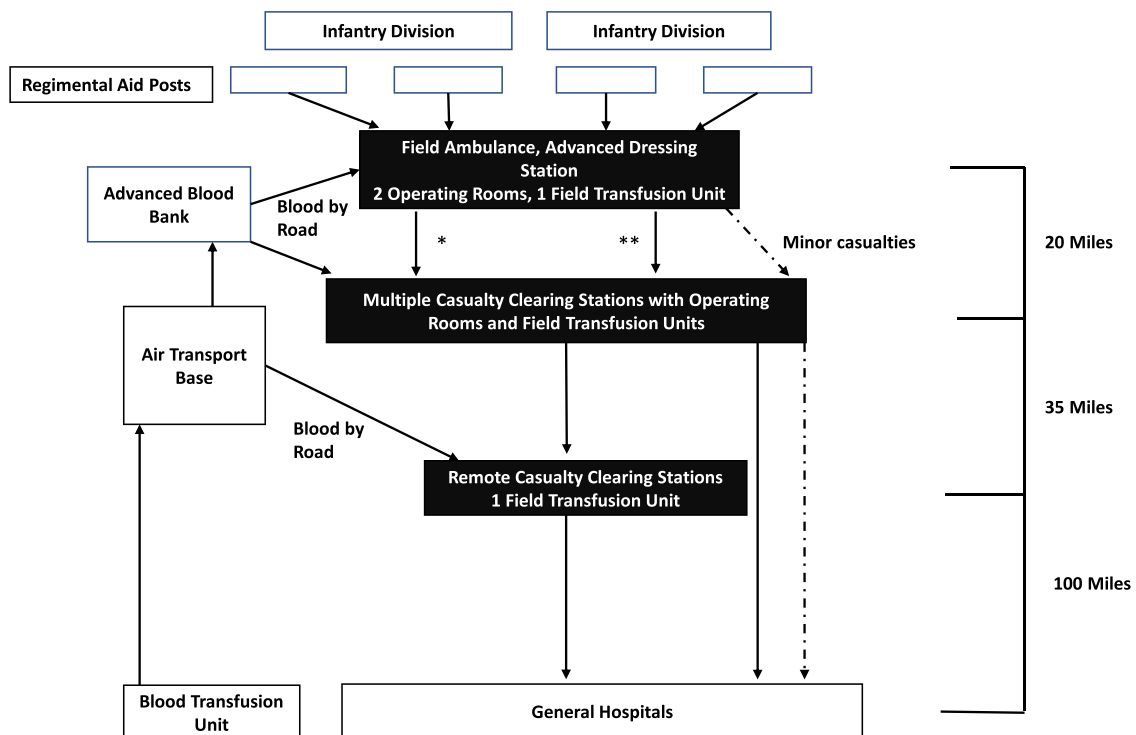 Infantry Division
Infantry Division
Regimental Aid Posts
Field Ambulance, Advanced Dressing
Station
2 Operating Rooms, 1 Field Transfusion Unit
Advanced Blood
Bank
Blood by
Road
*
**
Minor casualties
20 Miles
Multiple Casualty Clearing Stations with Operating
Rooms and Field Transfusion Units
Air Transport
Base
35 Miles
Blood by
Road
Remote Casualty Clearing Stations
1 Field Transfusion Unit
100 Miles
Blood Transfusion
Unit
General Hospitals